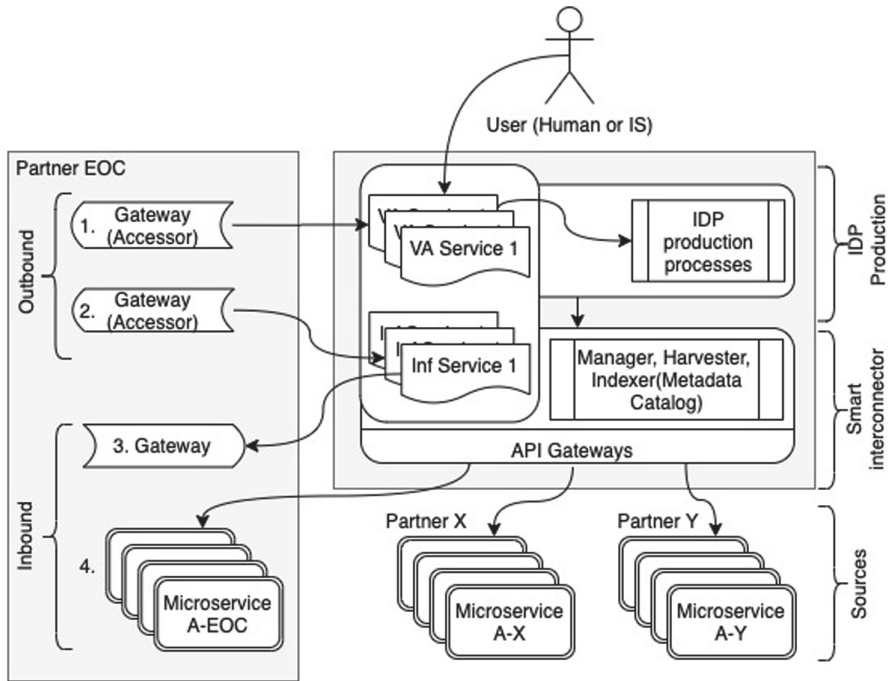 User (Human or IS)
Partner EOC
Outbound
1. Gateway
(Accessor)
2. Gateway
(Accessor)
VA Service 1
IDP
production
processes
IDP
Production
Inf Service 1
Manager, Harvester,
Indexer(Metadata
Catalog)
Smart
interconnector
API Gateways
Inbound
3. Gateway
4.
Microservice
A-EOC
Partner X
Microservice
A-X
Partner Y
Microservice
A-Y
Sources